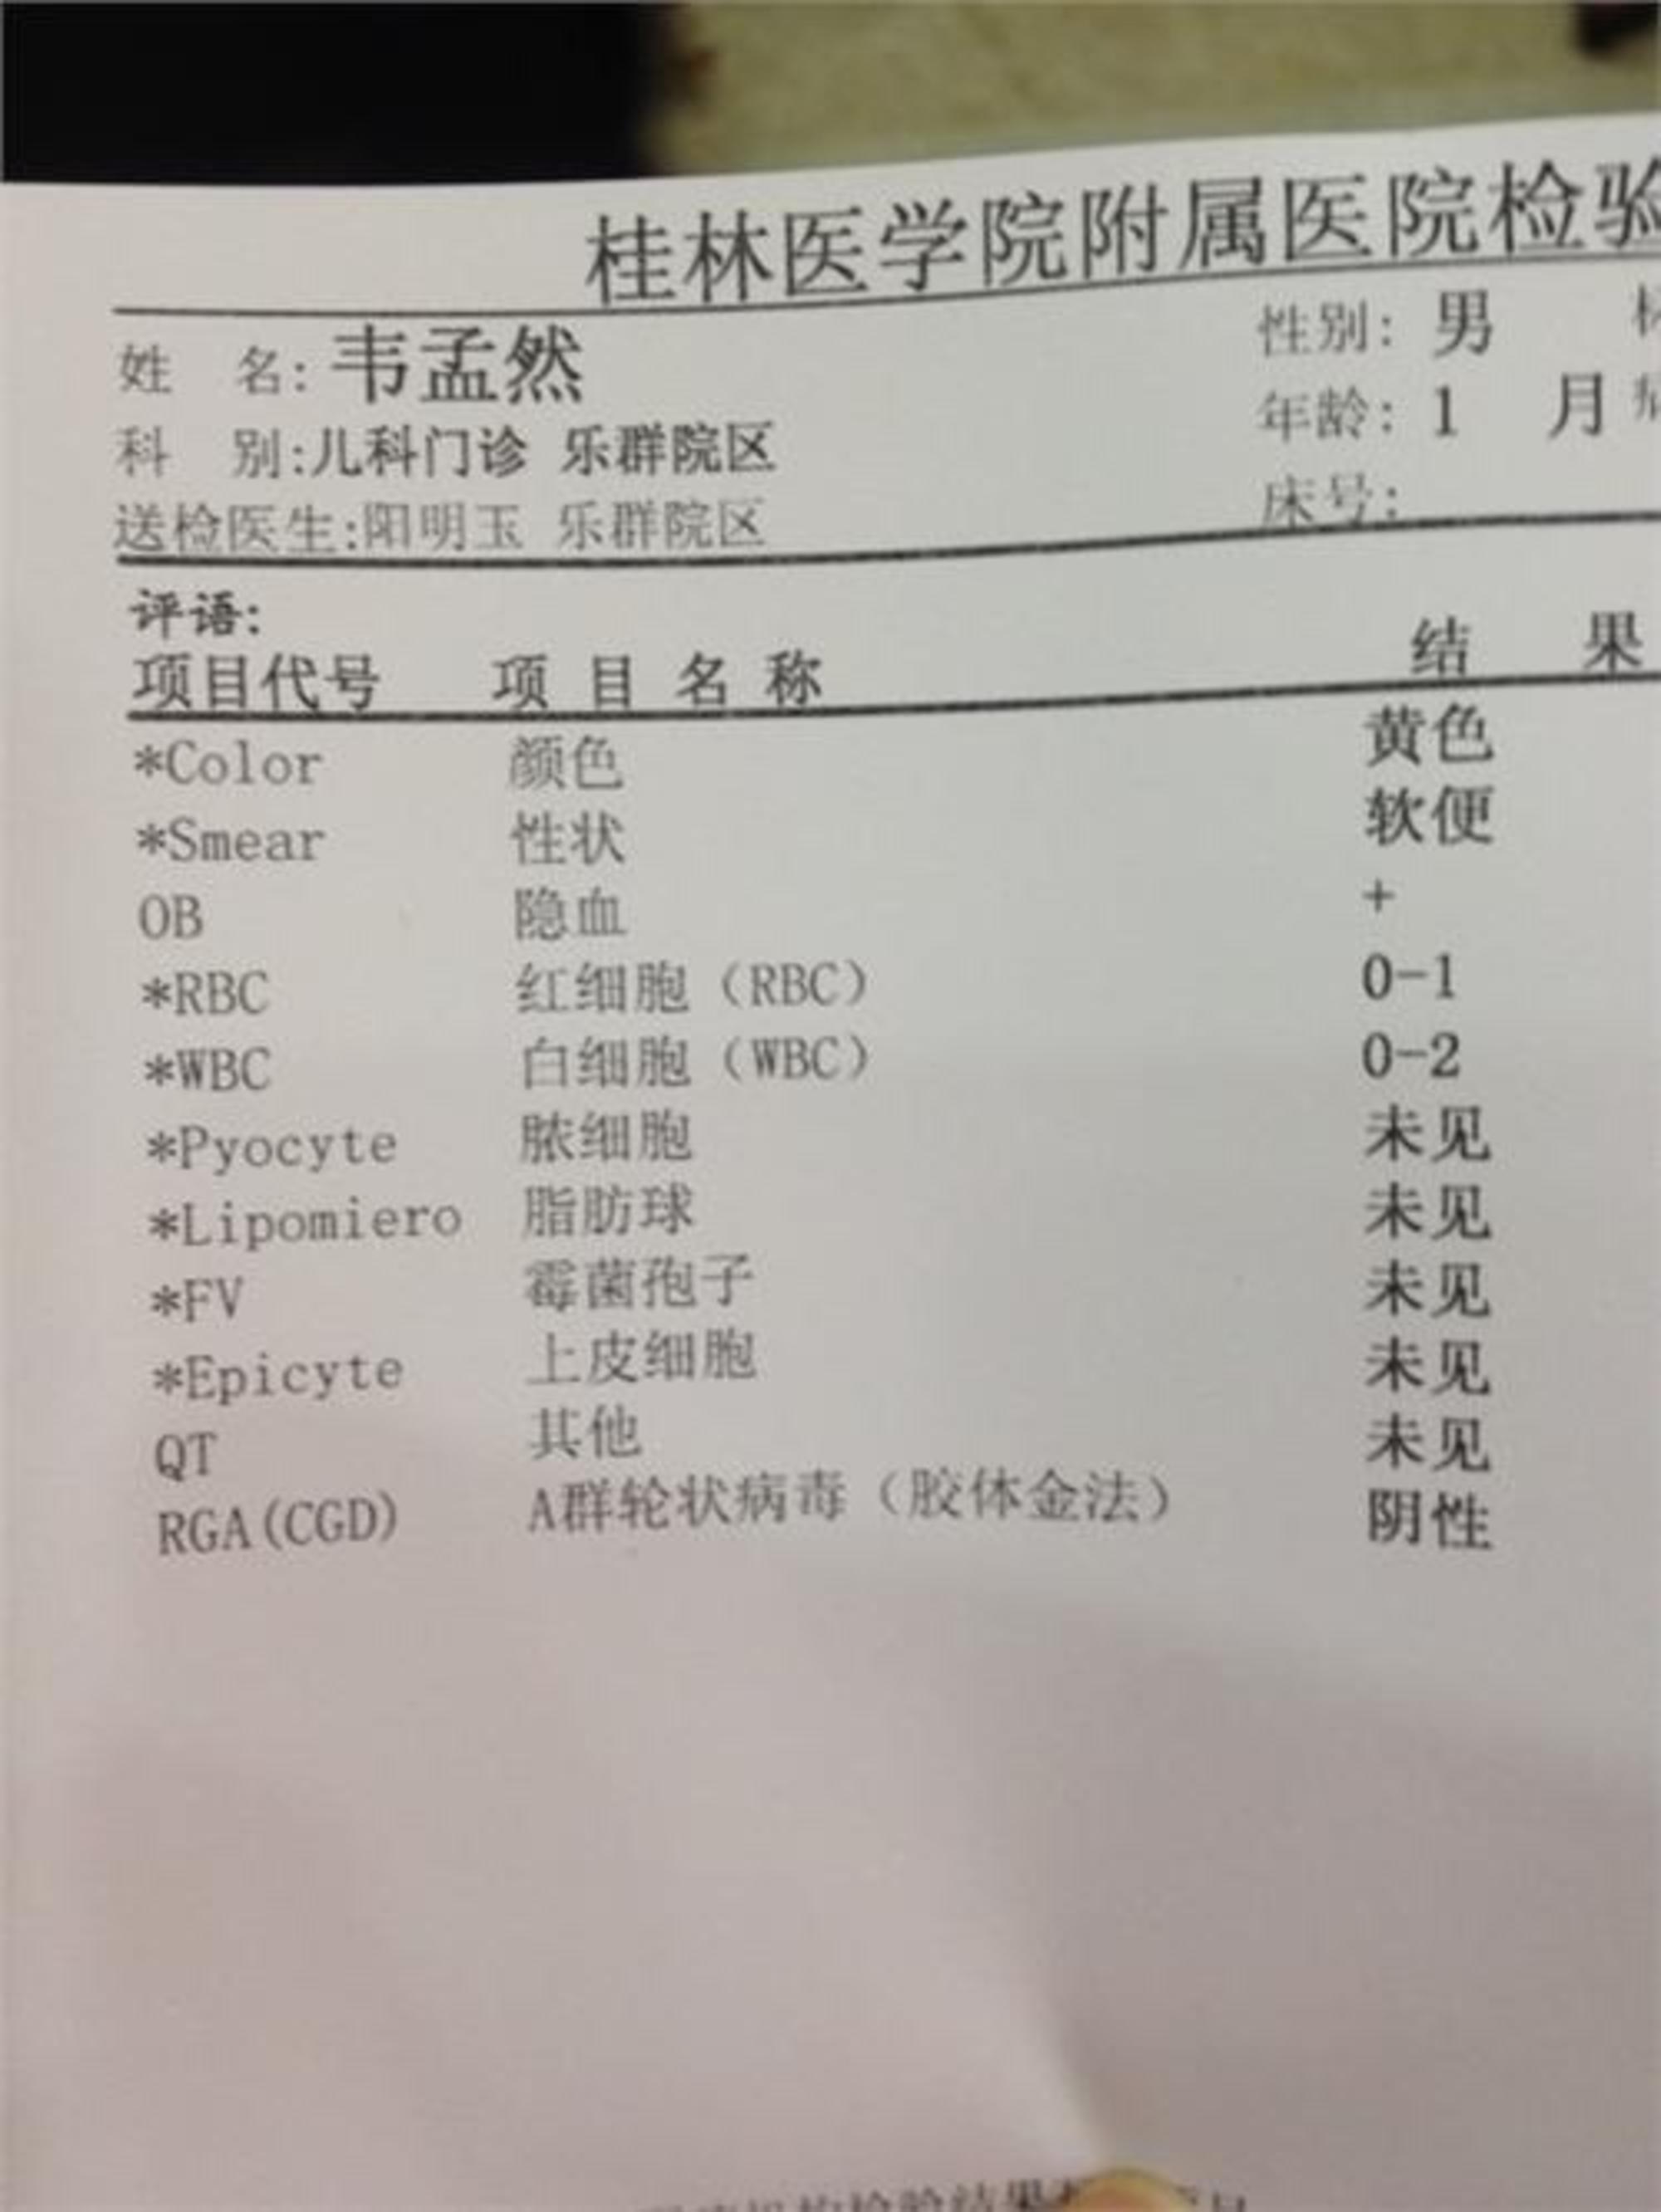 桂林医学院附属医院检验
姓 名: 韦孟然 性别: 男
科 别:儿科门诊 乐群院区 年龄: 1 月
送检医生:阳明玉 乐群院区 床号:
评语:
项目代号 项目名称 结果
*Color 颜色 黄色
*Smear 性状 软便
OB 隐血 +
*RBC 红细胞（RBC） 0-1
*WBC 白细胞（WBC） 0-2
*Pyocyte 脓细胞 未见
*Lipomiero 脂肪球 未见
*FV 霉菌孢子 未见
*Epicyte 上皮细胞 未见
QT 其他 未见
RGA(CGD) A群轮状病毒（胶体金法） 阴性